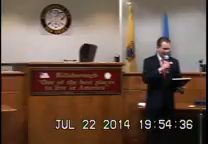 Hillsborough
"One of the best places
to live in America"
JUL 22 2014 19:54:36